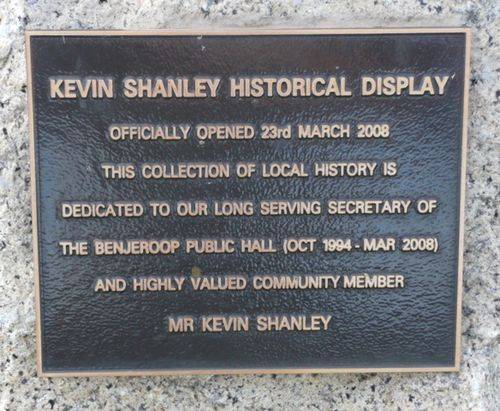 KEVIN SHANLEY HISTORICAL DISPLAY
OFFICIALLY OPENED 23rd MARCH 2008
THIS COLLECTION OF LOCAL HISTORY IS
DEDICATED TO OUR LONG SERVING SECRETARY OF
THE BENJEROOP PUBLIC HALL (OCT 1994 - MAR 2008)
AND HIGHLY VALUED COMMUNITY MEMBER
MR KEVIN SHANLEY